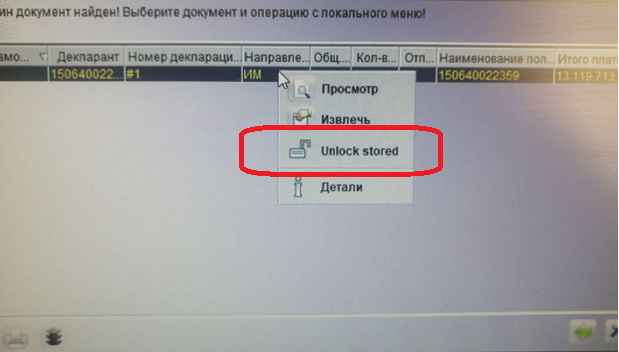 ин документ найден! Выберите документ и операцию с локального меню!
амо... Декларант Номер деклараци... Направле... Общ.... Кол-в... Отп... Наименование пол... Итого плат
150640022... #1 ИМ 150640022359 13 119 713,
Просмотр
Извлечь
Unlock stored
Детали